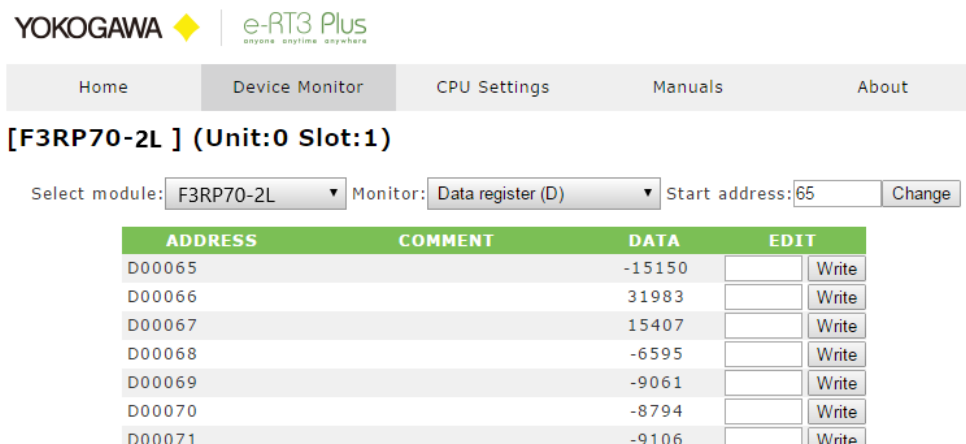 YOKOGAWA e-RT3 Plus
anyone anytime anywhere
Home Device Monitor CPU Settings Manuals About
[F3RP70-2L ] (Unit:0 Slot:1)
Select module: F3RP70-2L Monitor: Data register (D) Start address: 65 Change
ADDRESS COMMENT DATA EDIT
D00065 -15150 Write
D00066 31983 Write
D00067 15407 Write
D00068 -6595 Write
D00069 -9061 Write
D00070 -8794 Write
D00071 -9106 Write